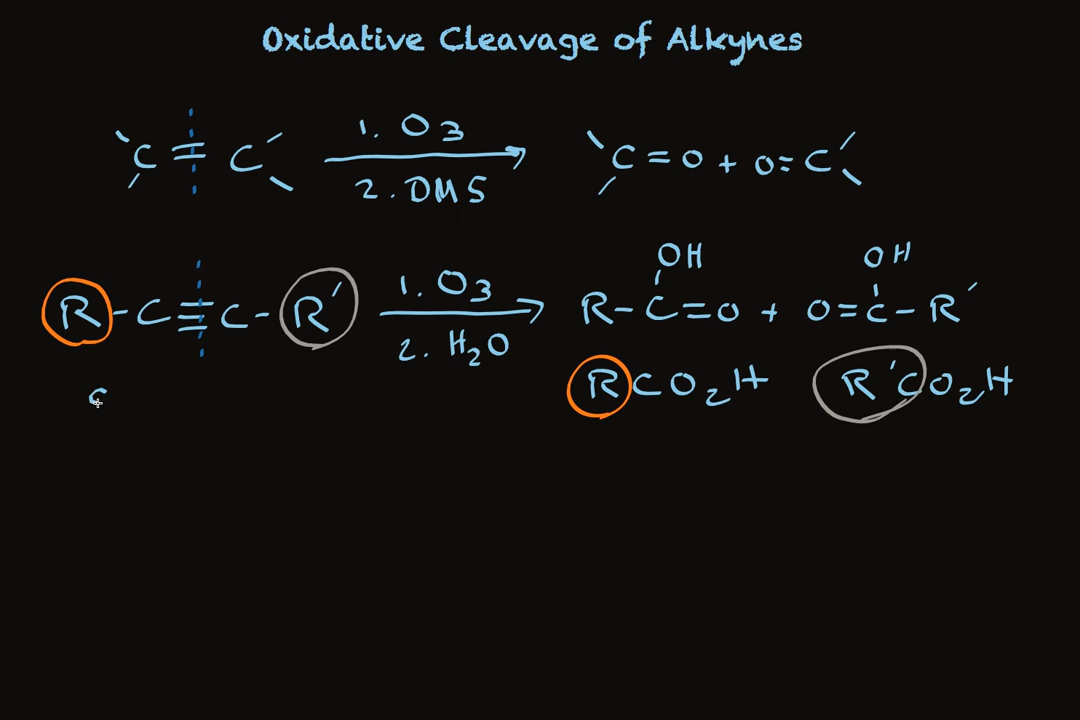 Oxidative Cleavage of Alkynes
C = C 1. O3 2. DMS C = O + O = C
R - C ≡ C - R' 1. O3 2. H2O R - C = O + O = C - R'
OH OH
RCO2H R'CO2H
C